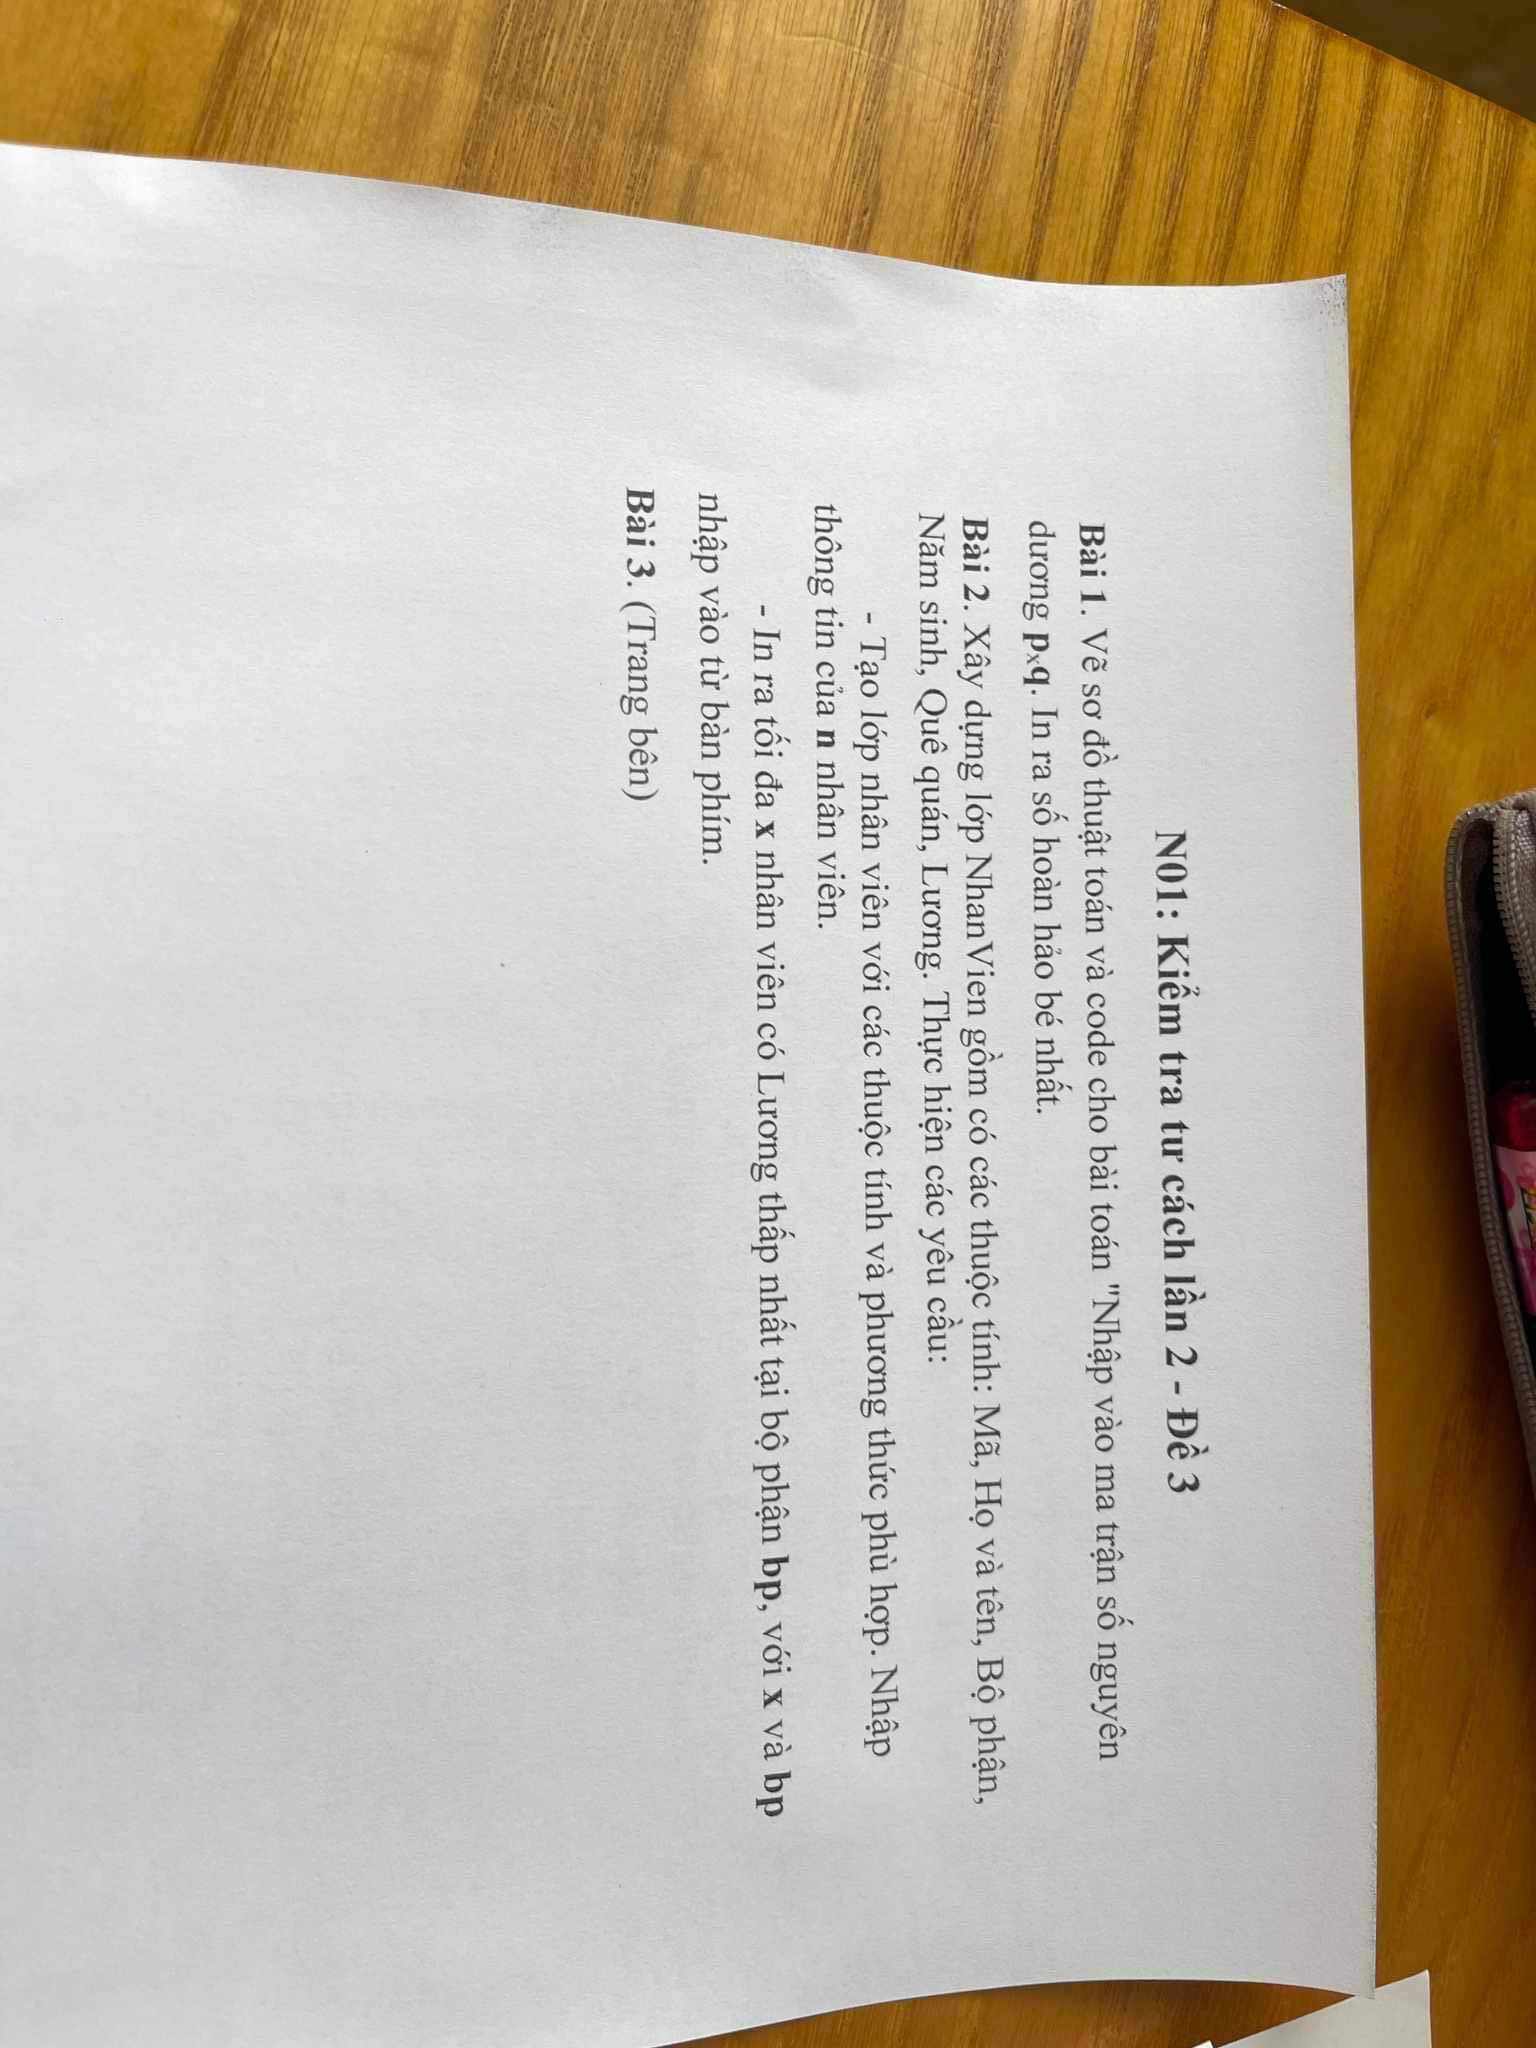 N01: Kiểm tra tư cách lần 2 - Đề 3
Bài 1. Vẽ sơ đồ thuật toán và code cho bài toán "Nhập vào ma trận số nguyên
dương pxq. In ra số hoàn hảo bé nhất.
Bài 2. Xây dựng lớp NhanVien gồm có các thuộc tính: Mã, Họ và tên, Bộ phận,
Năm sinh, Quê quán, Lương. Thực hiện các yêu cầu:
- Tạo lớp nhân viên với các thuộc tính và phương thức phù hợp. Nhập
thông tin của n nhân viên.
- In ra tối đa x nhân viên có Lương thấp nhất tại bộ phận bp, với x và bp
nhập vào từ bàn phím.
Bài 3. (Trang bên)